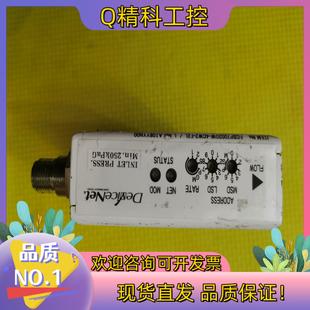 Q精科工控
INLET PRESS.
Min.250kPaG
DeviceNet
MOD
NET
STATUS
ADDRESS
MSD
LSD
RATE
FLOW
品质
NO.1
欢迎咨询可开发票
现货直发 品质保证！